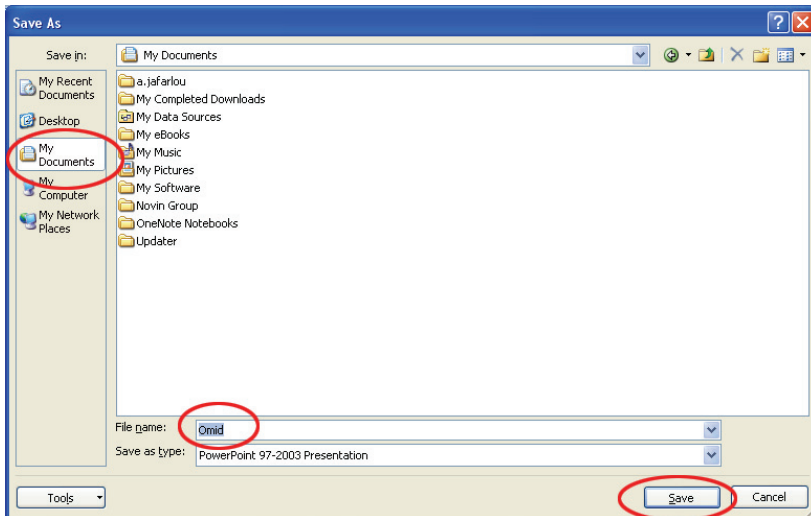 Save As
Save in:
My Documents
My Recent
Documents
Desktop
My
Documents
My
Computer
My Network
Places
a.jafarlou
My Completed Downloads
My Data Sources
My eBooks
My Music
My Pictures
My Software
Novin Group
OneNote Notebooks
Updater
File name:
Omid
Save as type:
PowerPoint 97-2003 Presentation
Tools
Save
Cancel